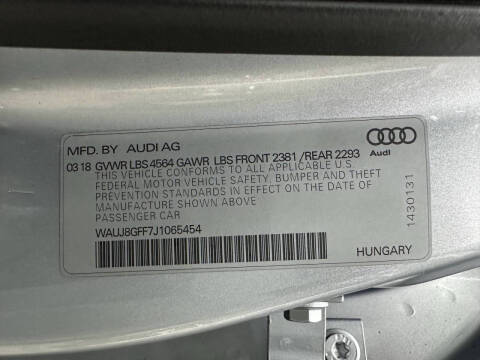 MFD. BY AUDI AG
03 18 GVWR LBS 4564 GAWR LBS FRONT 2381 /REAR 2293
THIS VEHICLE CONFORMS TO ALL APPLICABLE U.S.
FEDERAL MOTOR VEHICLE SAFETY, BUMPER AND THEFT
PREVENTION STANDARDS IN EFFECT ON THE DATE OF
MANUFACTURE SHOWN ABOVE
PASSENGER CAR
WAUJ8GFF7J1065454
Audi
1430131
HUNGARY